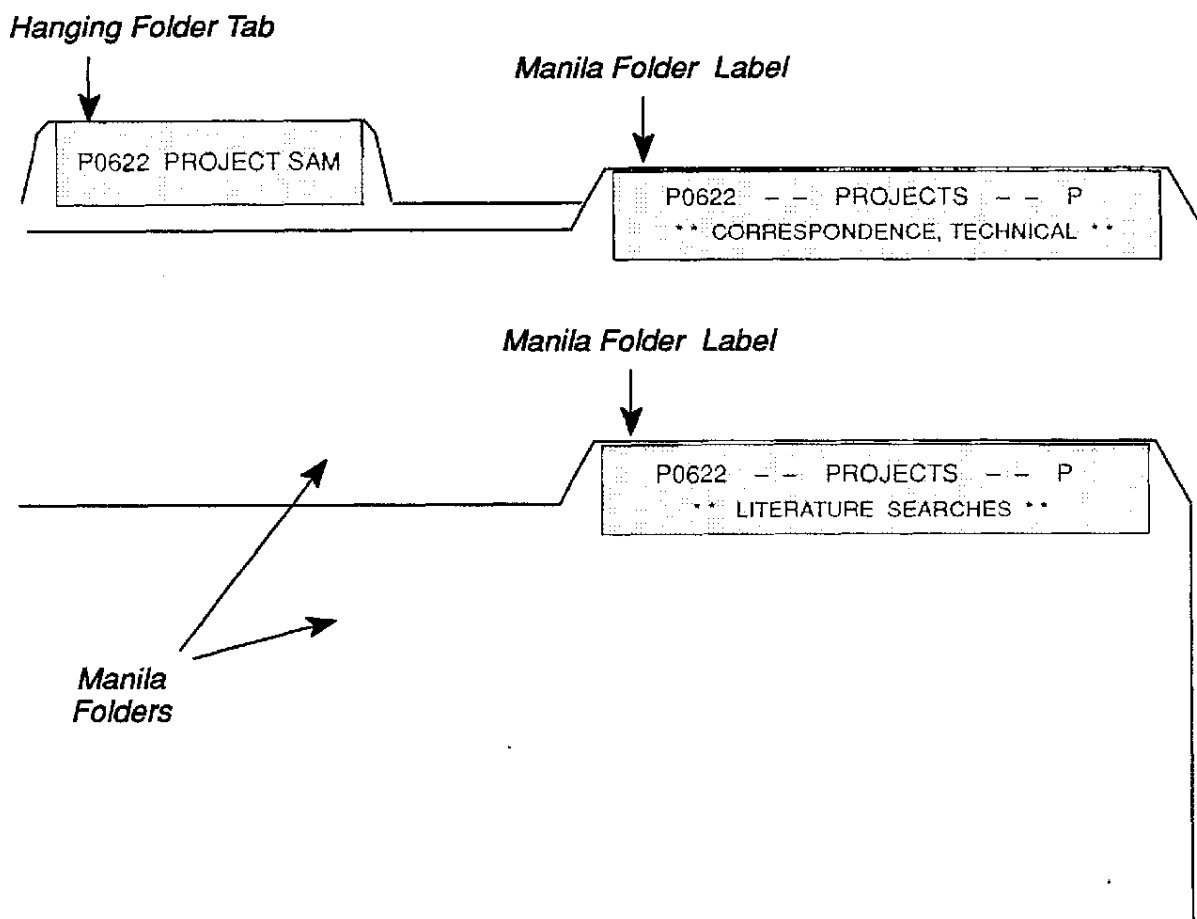 Hanging Folder Tab
Manila Folder Label
P0622 PROJECT SAM
P0622 - - PROJECTS - - P
** CORRESPONDENCE, TECHNICAL **
Manila Folder Label
P0622 - - PROJECTS - - P
** LITERATURE SEARCHES **
Manila
Folders